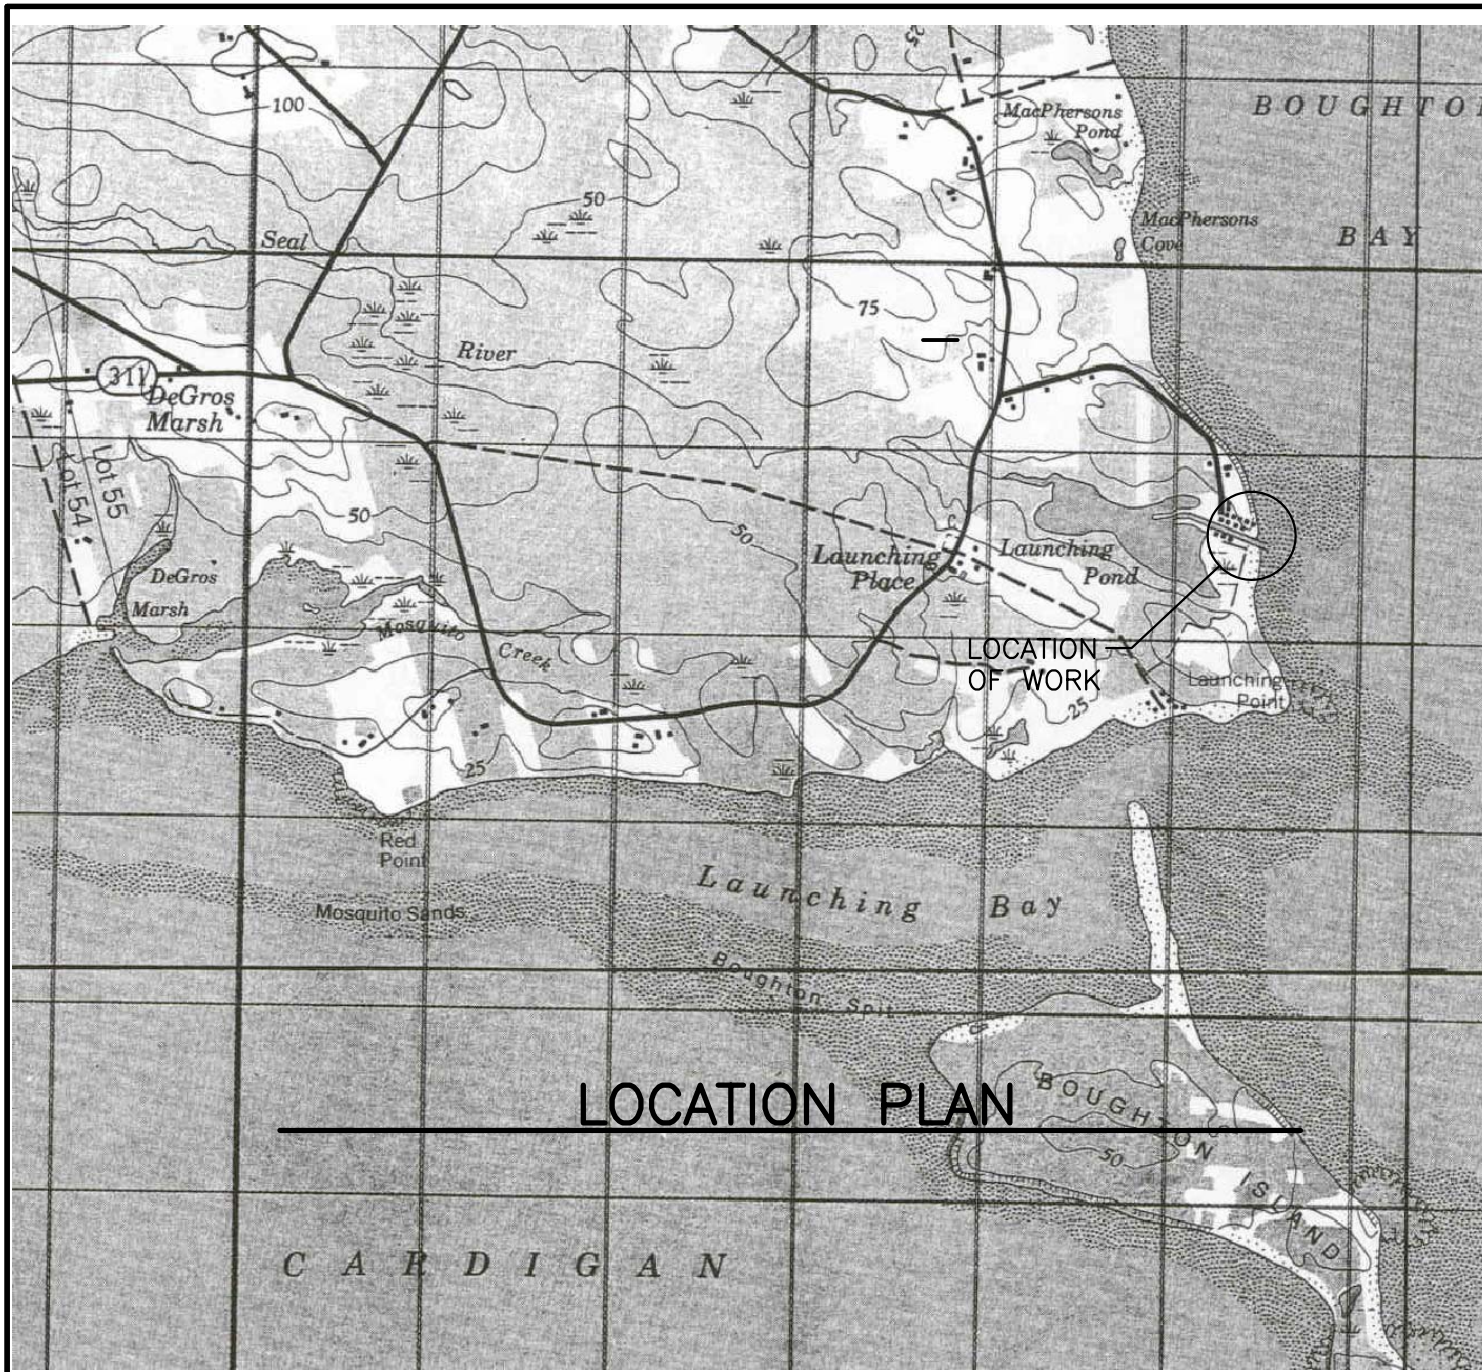 100
25
MacPhersons
Pond
BOUGHTO
50
MacPhersons
Cove
BAY
Seal
75
River
311
DeGros
Marsh
Lot 55
Lot 54
50
50
Launching
Place
Launching
Pond
DeGros
Marsh
Mosquito
Creek
LOCATION
OF WORK
Launching
Point
25
25
Red
Point
Launching Bay
Mosquito Sands
Boughton Spit
LOCATION PLAN
BOUGHTON
50
ISLAND
CARDIGAN